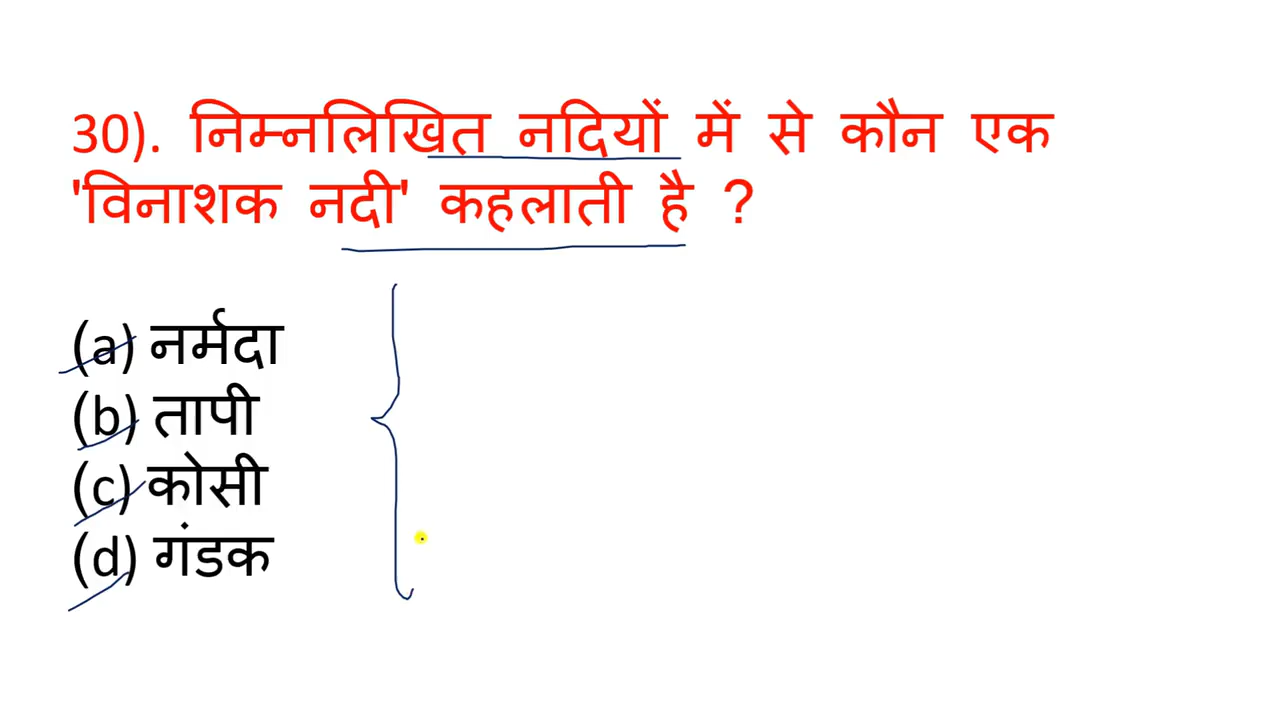 30). निम्नलिखित नदियों में से कौन एक
'विनाशक नदी' कहलाती है ?
(a) नर्मदा
(b) तापी
(c) कोसी
(d) गंडक